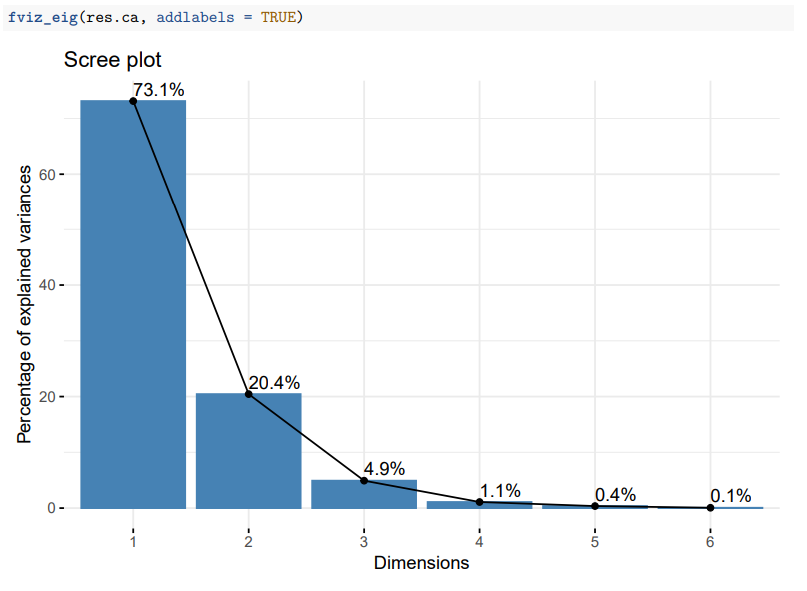 fviz_eig(res.ca, addlabels = TRUE)
Scree plot
73.1%
20.4%
4.9%
1.1%
0.4%
0.1%
Percentage of explained variances
60
40
20
0
1 2 3 4 5 6
Dimensions